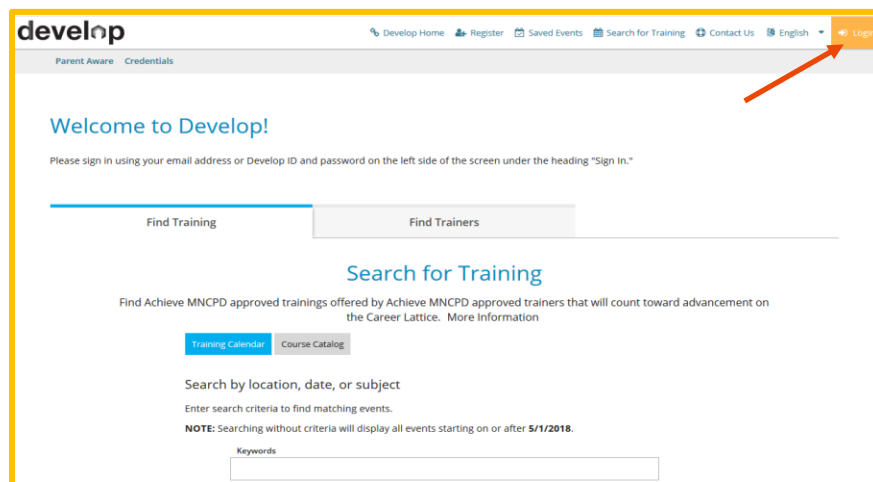 develop
Develop Home Register Saved Events Search for Training Contact Us English Login
Parent Aware Credentials
Welcome to Develop!
Please sign in using your email address or Develop ID and password on the left side of the screen under the heading "Sign In."
Find Training Find Trainers
Search for Training
Find Achieve MNCPD approved trainings offered by Achieve MNCPD approved trainers that will count toward advancement on
the Career Lattice. More Information
Training Calendar Course Catalog
Search by location, date, or subject
Enter search criteria to find matching events.
NOTE: Searching without criteria will display all events starting on or after 5/1/2018.
Keywords